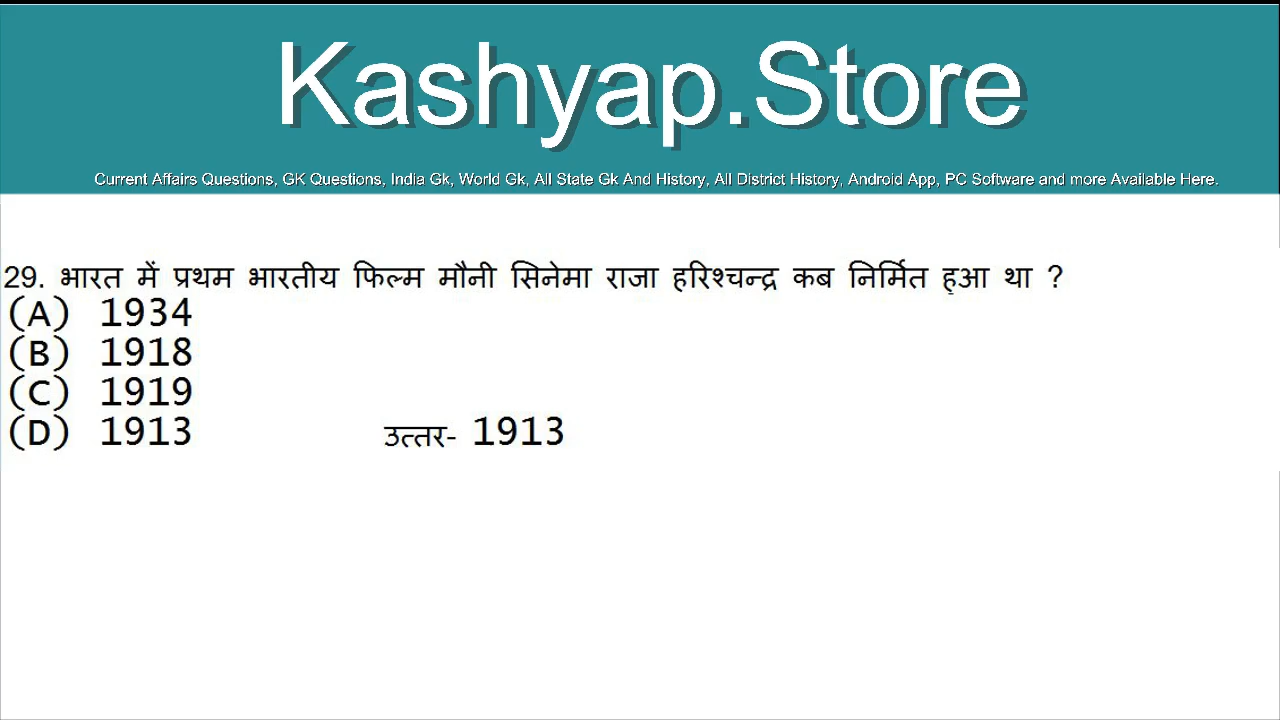 Kashyap.Store
Current Affairs Questions, GK Questions, India Gk, World Gk, All State Gk And History, All District History, Android App, PC Software and more Available Here.
29. भारत में प्रथम भारतीय फिल्म मौनी सिनेमा राजा हरिश्चन्द्र कब निर्मित हुआ था ?
(A) 1934
(B) 1918
(C) 1919
(D) 1913 उत्तर- 1913